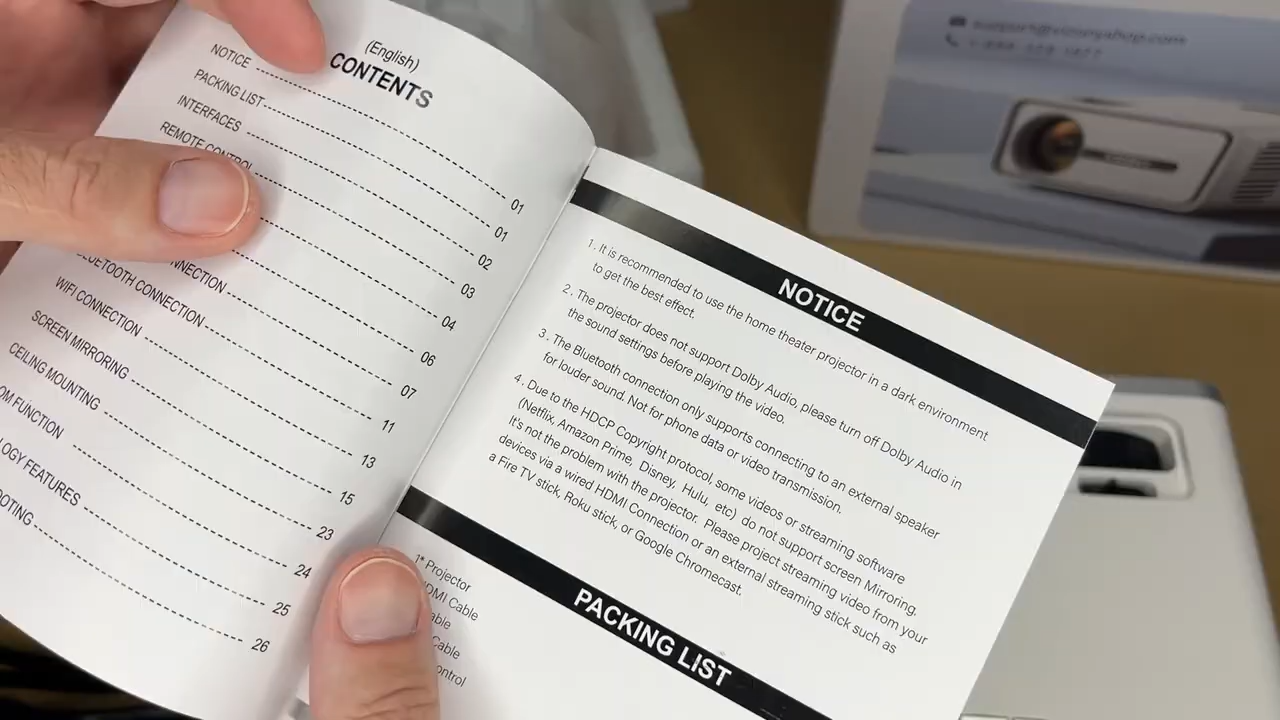 (English)
CONTENTS
NOTICE 01
PACKING LIST 01
INTERFACES 02
REMOTE CONTROL 03
04
06
BLUETOOTH CONNECTION 07
WIFI CONNECTION 11
SCREEN MIRRORING 13
CEILING MOUNTING 15
FUNCTION 23
FEATURES 24
25
26
NOTICE
1. It is recommended to use the home theater projector in a dark environment
to get the best effect.
2. The projector does not support Dolby Audio, please turn off Dolby Audio in
the sound settings before playing the video.
3. The Bluetooth connection only supports connecting to an external speaker
for louder sound. Not for phone data or video transmission.
4. Due to the HDCP Copyright protocol, some videos or streaming software
(Netflix, Amazon Prime, Disney, Hulu, etc) do not support screen Mirroring.
It's not the problem with the projector. Please project streaming video from your
devices via a wired HDMI Connection or an external streaming stick such as
a Fire TV stick, Roku stick, or Google Chromecast.
PACKING LIST
1* Projector
HDMI Cable
Cable